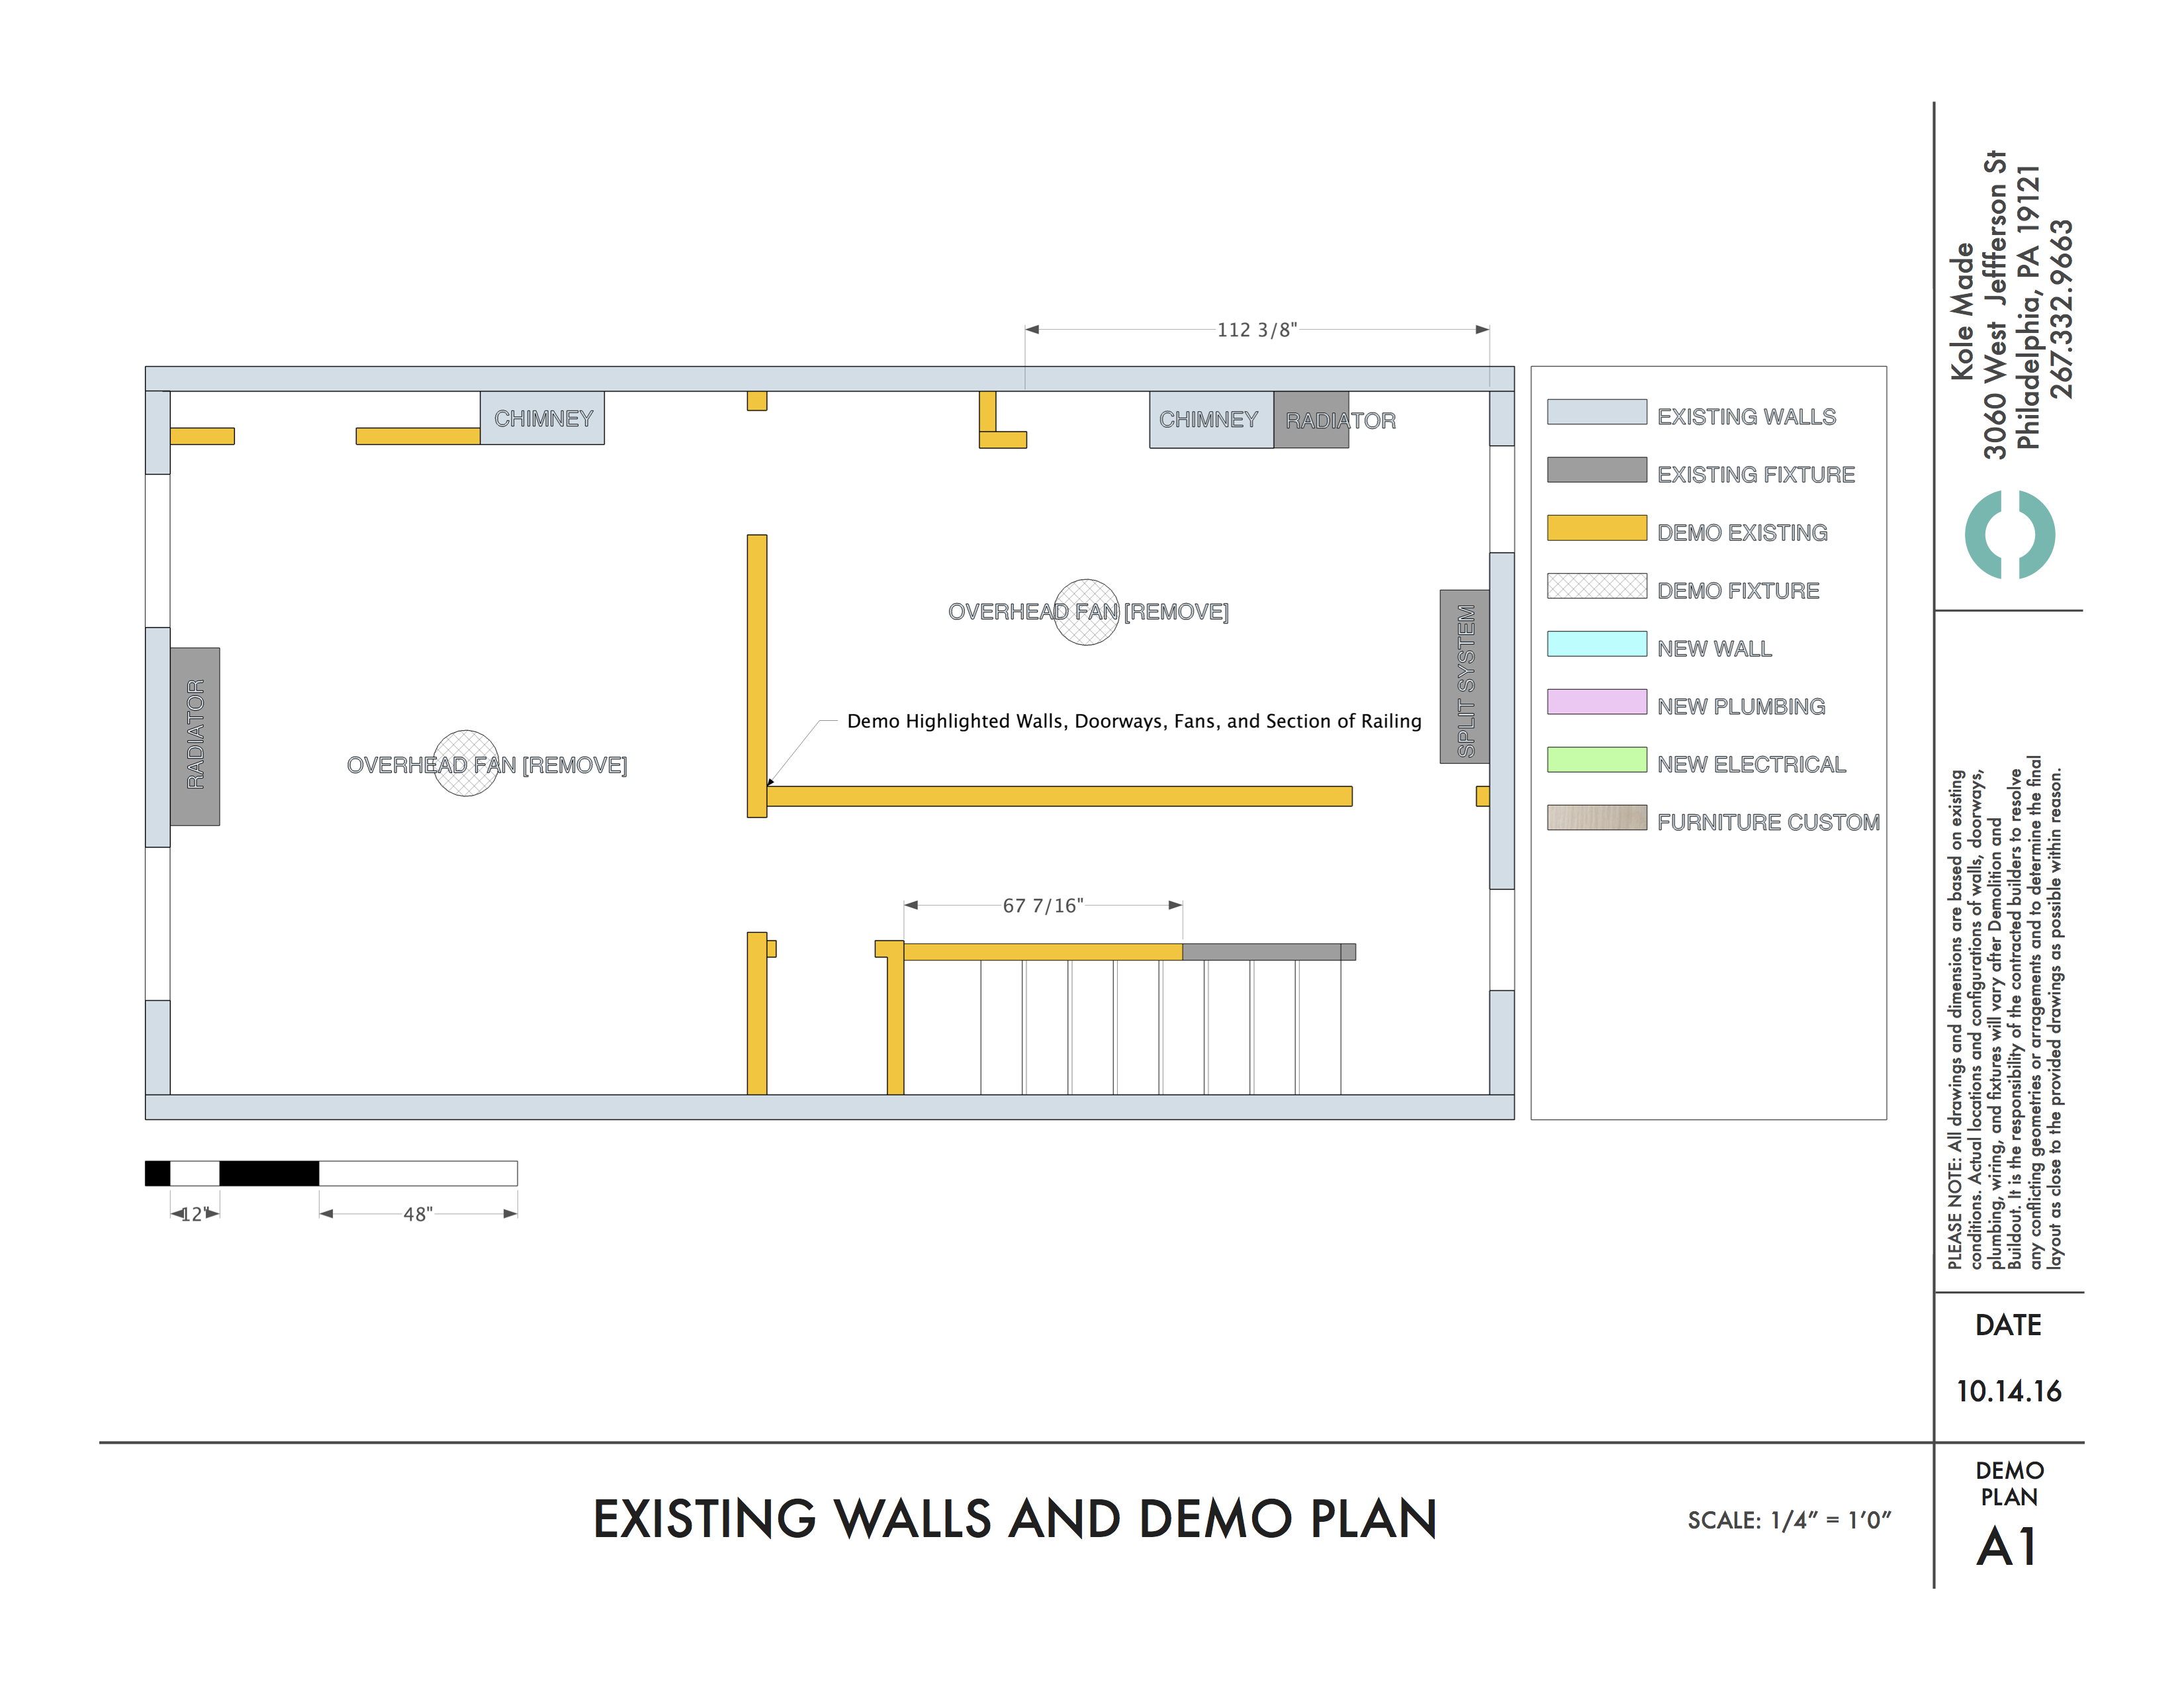 112 3/8"
CHIMNEY
CHIMNEY
RADIATOR
OVERHEAD FAN [REMOVE]
SPLIT SYSTEM
RADIATOR
Demo Highlighted Walls, Doorways, Fans, and Section of Railing
OVERHEAD FAN [REMOVE]
67 7/16"
12"
48"
EXISTING WALLS
EXISTING FIXTURE
DEMO EXISTING
DEMO FIXTURE
NEW WALL
NEW PLUMBING
NEW ELECTRICAL
FURNITURE CUSTOM
Kole Made
3060 West Jeffferson St
Philadelphia, PA 19121
267.332.9663
PLEASE NOTE: All drawings and dimensions are based on existing
conditions. Actual locations and configurations of walls, doorways,
plumbing, wiring, and fixtures will vary after Demolition and
Buildout. It is the responsibility of the contracted builders to resolve
any conflicting geometries or arragements and to determine the final
layout as close to the provided drawings as possible within reason.
DATE
10.14.16
EXISTING WALLS AND DEMO PLAN
SCALE: 1/4" = 1'0"
DEMO
PLAN
A1